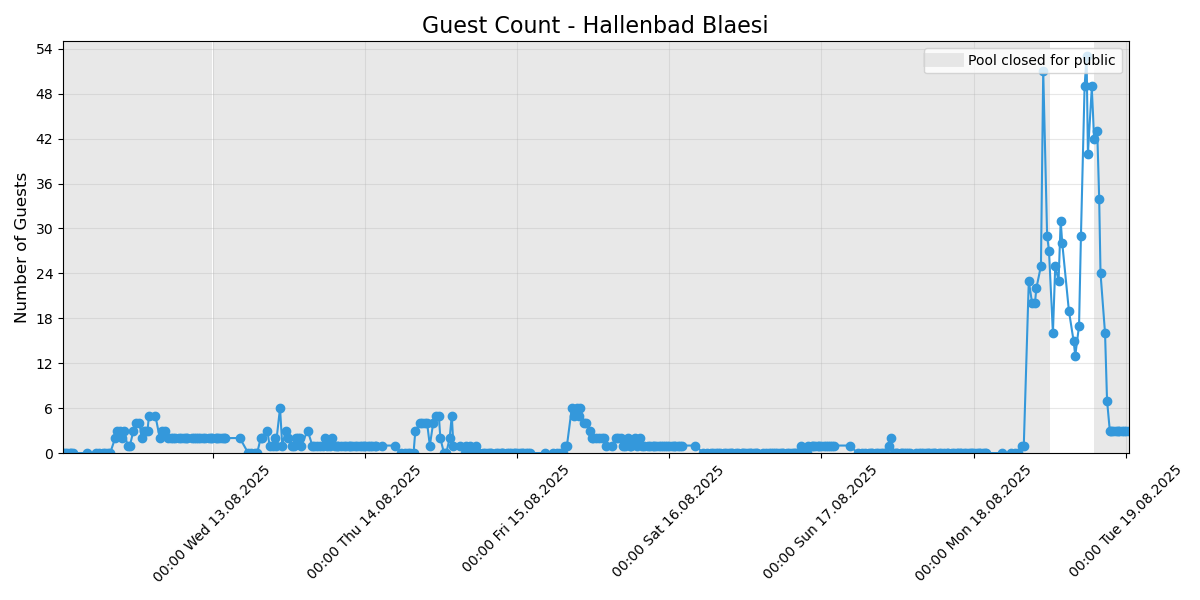 Guest Count - Hallenbad Blaesi
Pool closed for public
Number of Guests
54
48
42
36
30
24
18
12
6
0
00:00 Wed 13.08.2025
00:00 Thu 14.08.2025
00:00 Fri 15.08.2025
00:00 Sat 16.08.2025
00:00 Sun 17.08.2025
00:00 Mon 18.08.2025
00:00 Tue 19.08.2025